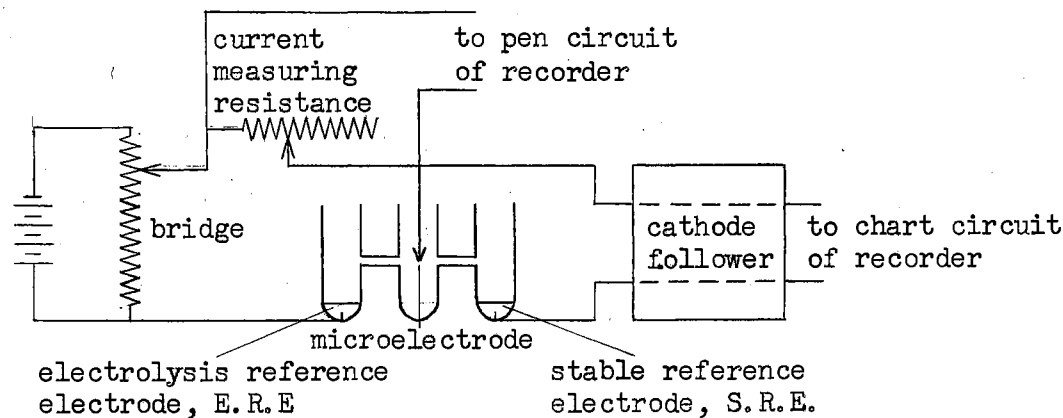 current
measuring
resistance
to pen circuit
of recorder
bridge
cathode
follower
to chart circuit
of recorder
microelectrode
electrolysis reference
electrode, E.R.E
stable reference
electrode, S.R.E.